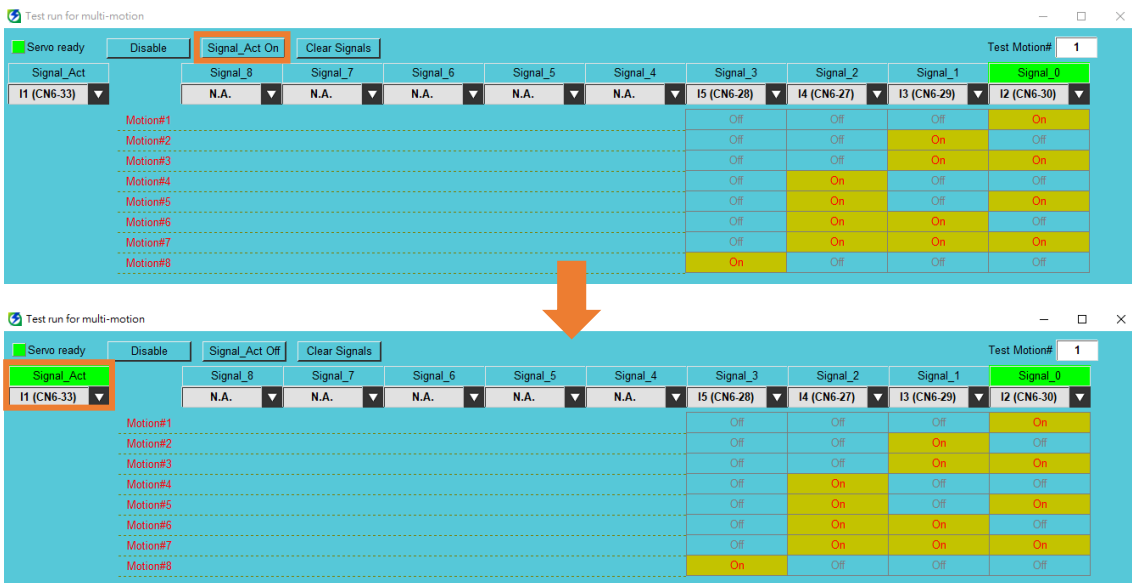 Test run for multi-motion
Servo ready Disable Signal_Act On Clear Signals Test Motion# 1
Signal_Act Signal_8 Signal_7 Signal_6 Signal_5 Signal_4 Signal_3 Signal_2 Signal_1 Signal_0
I1 (CN6-33) N.A. N.A. N.A. N.A. N.A. I5 (CN6-28) I4 (CN6-27) I3 (CN6-29) I2 (CN6-30)
Motion#1 Off Off Off On
Motion#2 Off Off On Off
Motion#3 Off Off On On
Motion#4 Off On Off Off
Motion#5 Off On Off On
Motion#6 Off On On Off
Motion#7 Off On On On
Motion#8 On Off Off Off
Test run for multi-motion
Servo ready Disable Signal_Act Off Clear Signals Test Motion# 1
Signal_Act Signal_8 Signal_7 Signal_6 Signal_5 Signal_4 Signal_3 Signal_2 Signal_1 Signal_0
I1 (CN6-33) N.A. N.A. N.A. N.A. N.A. I5 (CN6-28) I4 (CN6-27) I3 (CN6-29) I2 (CN6-30)
Motion#1 Off Off Off On
Motion#2 Off Off On Off
Motion#3 Off Off On On
Motion#4 Off On Off Off
Motion#5 Off On Off On
Motion#6 Off On On Off
Motion#7 Off On On On
Motion#8 On Off Off Off